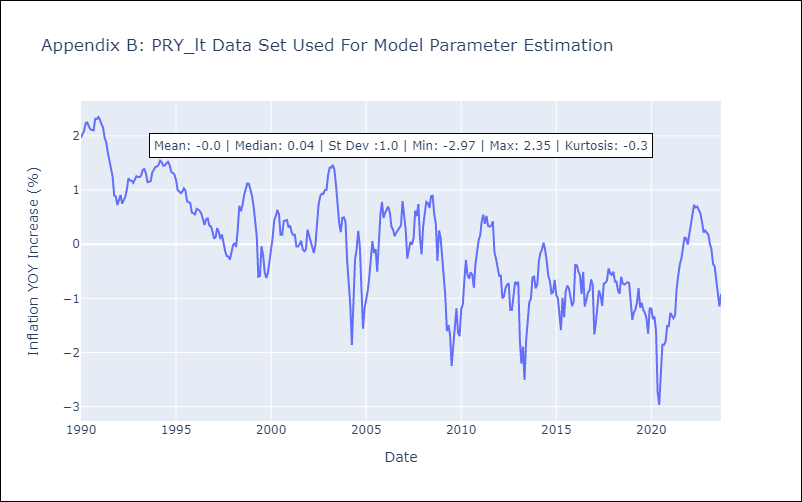 Appendix B: PRY_lt Data Set Used For Model Parameter Estimation
Mean: -0.0 | Median: 0.04 | St Dev :1.0 | Min: -2.97 | Max: 2.35 | Kurtosis: -0.3
Inflation YOY Increase (%)
2
1
0
−1
−2
−3
1990 1995 2000 2005 2010 2015 2020
Date